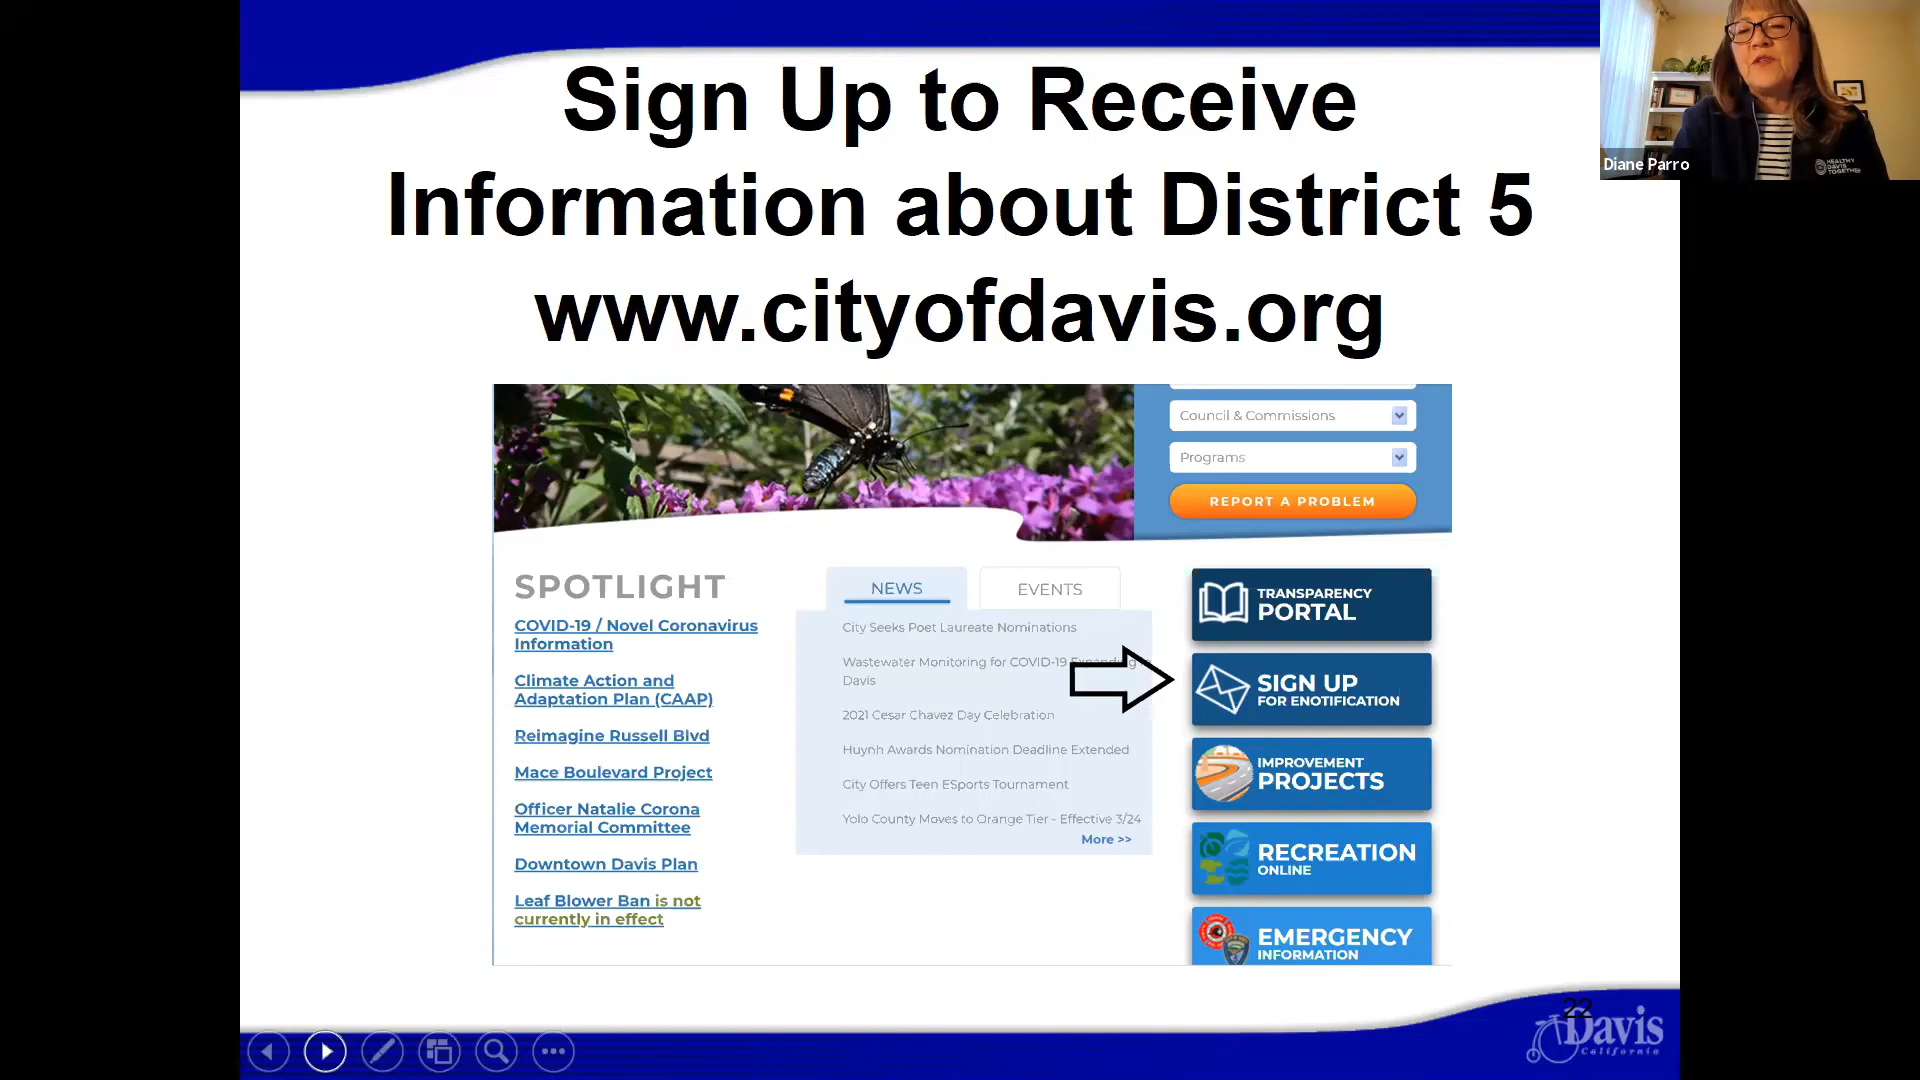 Sign Up to Receive
Information about District 5
www.cityofdavis.org
Diane Parro
HEALTHY
DAVIS
TOGETHER
Council & Commissions
Programs
REPORT A PROBLEM
SPOTLIGHT
COVID-19 / Novel Coronavirus
Information
Climate Action and
Adaptation Plan (CAAP)
Reimagine Russell Blvd
Mace Boulevard Project
Officer Natalie Corona
Memorial Committee
Downtown Davis Plan
Leaf Blower Ban is not
currently in effect
NEWS
EVENTS
City Seeks Poet Laureate Nominations
Wastewater Monitoring for COVID-19 Expanding
Davis
2021 Cesar Chavez Day Celebration
Huynh Awards Nomination Deadline Extended
City Offers Teen ESports Tournament
Yolo County Moves to Orange Tier - Effective 3/24
More >>
TRANSPARENCY
PORTAL
SIGN UP
FOR ENOTIFICATION
IMPROVEMENT
PROJECTS
RECREATION
ONLINE
EMERGENCY
INFORMATION
22
Davis
California